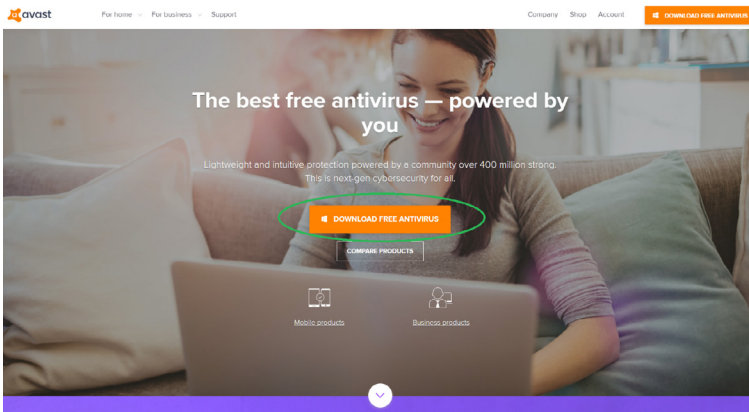 avast
For home
For business
Support
Company
Shop
Account
DOWNLOAD FREE ANTIVIRUS
The best free antivirus — powered by
you
Lightweight and intuitive protection powered by a community over 400 million strong.
This is next-gen cybersecurity for all.
DOWNLOAD FREE ANTIVIRUS
COMPARE PRODUCTS
Mobile products
Business products